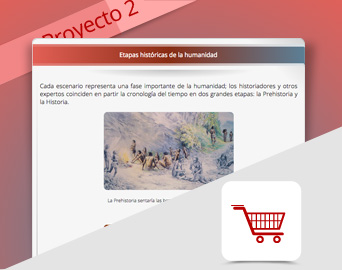 Proyecto 2
Etapas históricas de la humanidad
Cada escenario representa una fase importante de la humanidad; los historiadores y otros
expertos coinciden en partir la cronología del tiempo en dos grandes etapas: la Prehistoria y
la Historia.
La Prehistoria sentaría las